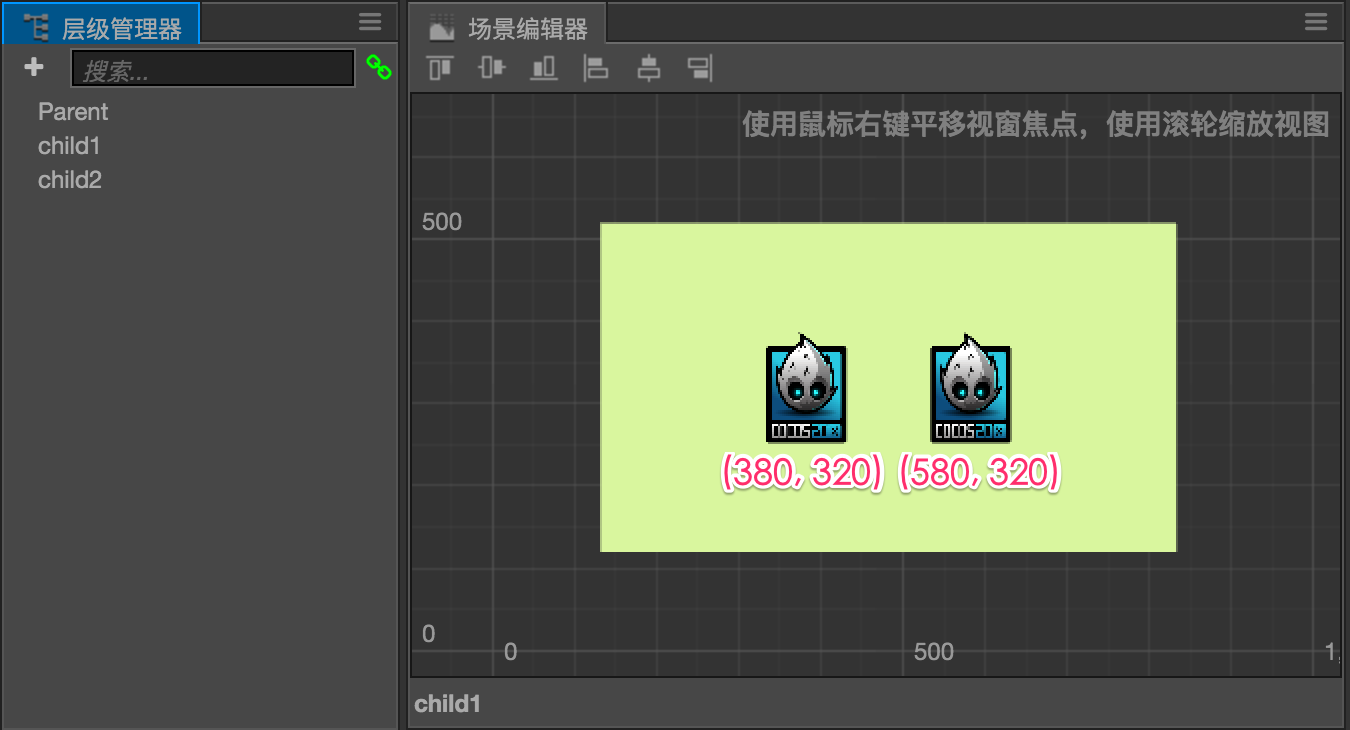 层级管理器
搜索...
Parent
child1
child2
场景编辑器
使用鼠标右键平移视窗焦点，使用滚轮缩放视图
500
COCOS2D X
COCOS2D X
(380, 320)
(580, 320)
0
0
500
1,
child1